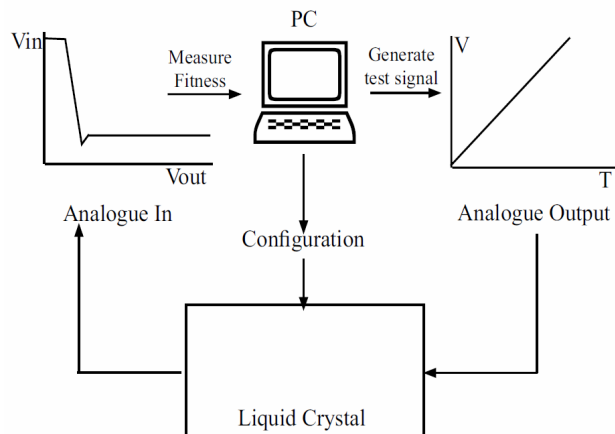 PC
Vin
Measure
Fitness
Generate
test signal
V
Vout
T
Analogue In
Configuration
Analogue Output
Liquid Crystal